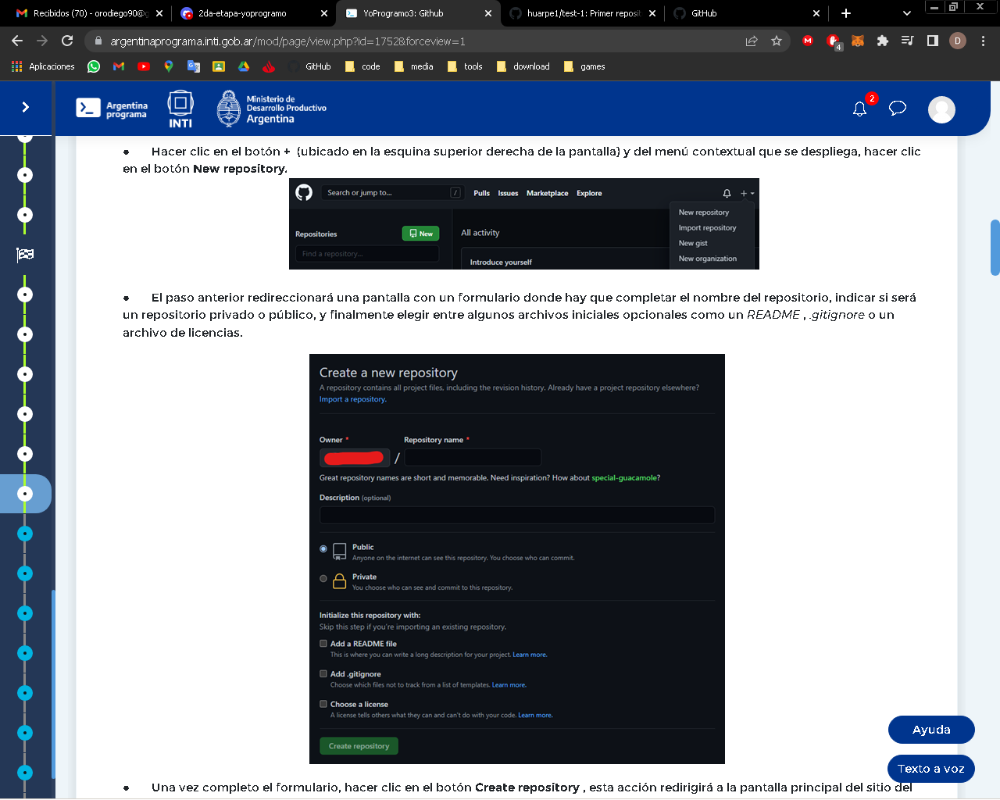 Recibidos (70) - orodiego90@g
2da-etapa-yoprogramo
YoProgramo3: Github
huarpe1/test-1: Primer reposit
GitHub
argentinaprograma.inti.gob.ar/mod/page/view.php?id=1752&forceview=1
4
D
Aplicaciones
GitHub
code
media
tools
download
games
Argentina
programa
INTI
Ministerio de
Desarrollo Productivo
Argentina
2
● Hacer clic en el botón + (ubicado en la esquina superior derecha de la pantalla) y del menú contextual que se despliega, hacer clic
en el botón New repository.
Search or jump to...
/
Pulls Issues Marketplace Explore
New repository
Import repository
New gist
New organization
Repositories
New
Find a repository...
All activity
Introduce yourself
● El paso anterior redireccionará una pantalla con un formulario donde hay que completar el nombre del repositorio, indicar si será
un repositorio privado o público, y finalmente elegir entre algunos archivos iniciales opcionales como un README , .gitignore o un
archivo de licencias.
Create a new repository
A repository contains all project files, including the revision history. Already have a project repository elsewhere?
Import a repository.
Owner * Repository name *
/
Great repository names are short and memorable. Need inspiration? How about special-guacamole?
Description (optional)
Public
Anyone on the internet can see this repository. You choose who can commit.
Private
You choose who can see and commit to this repository.
Initialize this repository with:
Skip this step if you're importing an existing repository.
Add a README file
This is where you can write a long description for your project. Learn more.
Add .gitignore
Choose which files not to track from a list of templates. Learn more.
Choose a license
A license tells others what they can and can't do with your code. Learn more.
Create repository
Ayuda
Texto a voz
● Una vez completo el formulario, hacer clic en el botón Create repository , esta acción redirigirá a la pantalla principal del sitio del